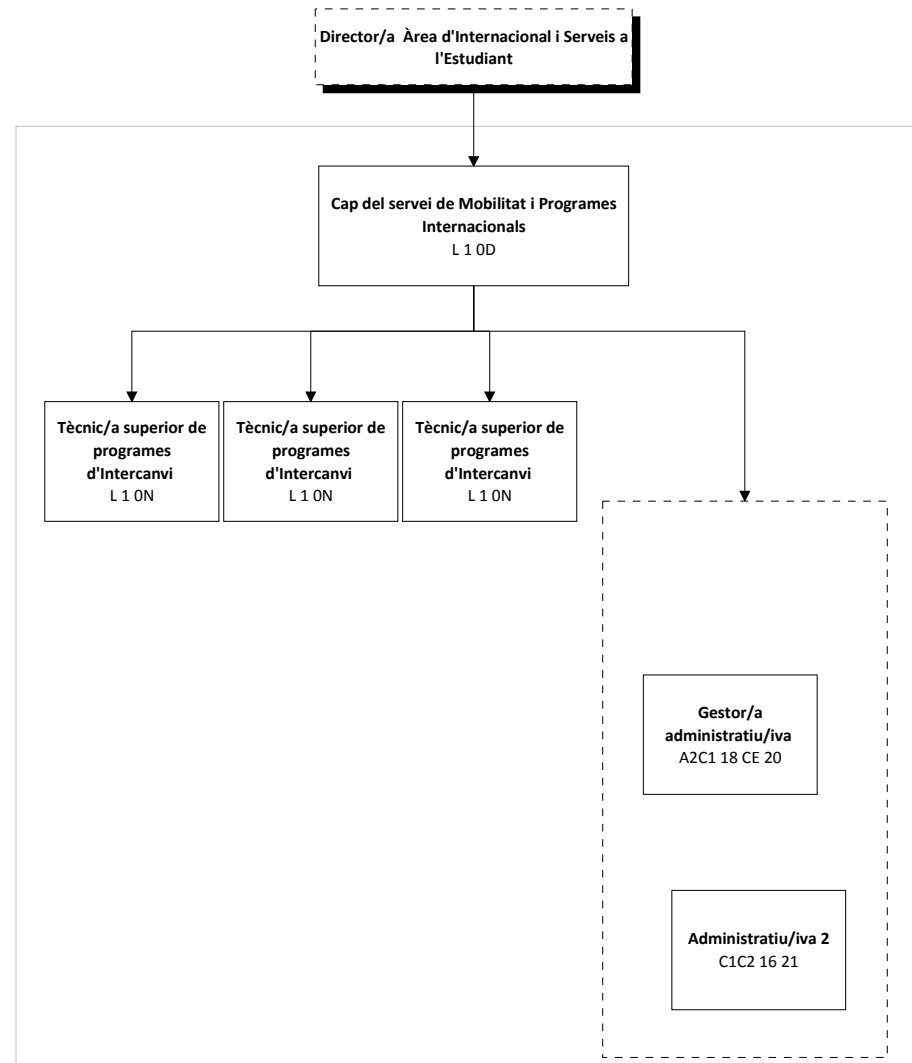 Director/a  Àrea d'Internacional i Serveis a
l'Estudiant
Cap del servei de Mobilitat i Programes
Internacionals
L 1 0D
Tècnic/a superior de
programes
d'Intercanvi
L 1 0N
Tècnic/a superior de
programes
d'Intercanvi
L 1 0N
Tècnic/a superior de
programes
d'Intercanvi
L 1 0N
Gestor/a
administratiu/iva
A2C1 18 CE 20
Administratiu/iva 2
C1C2 16 21